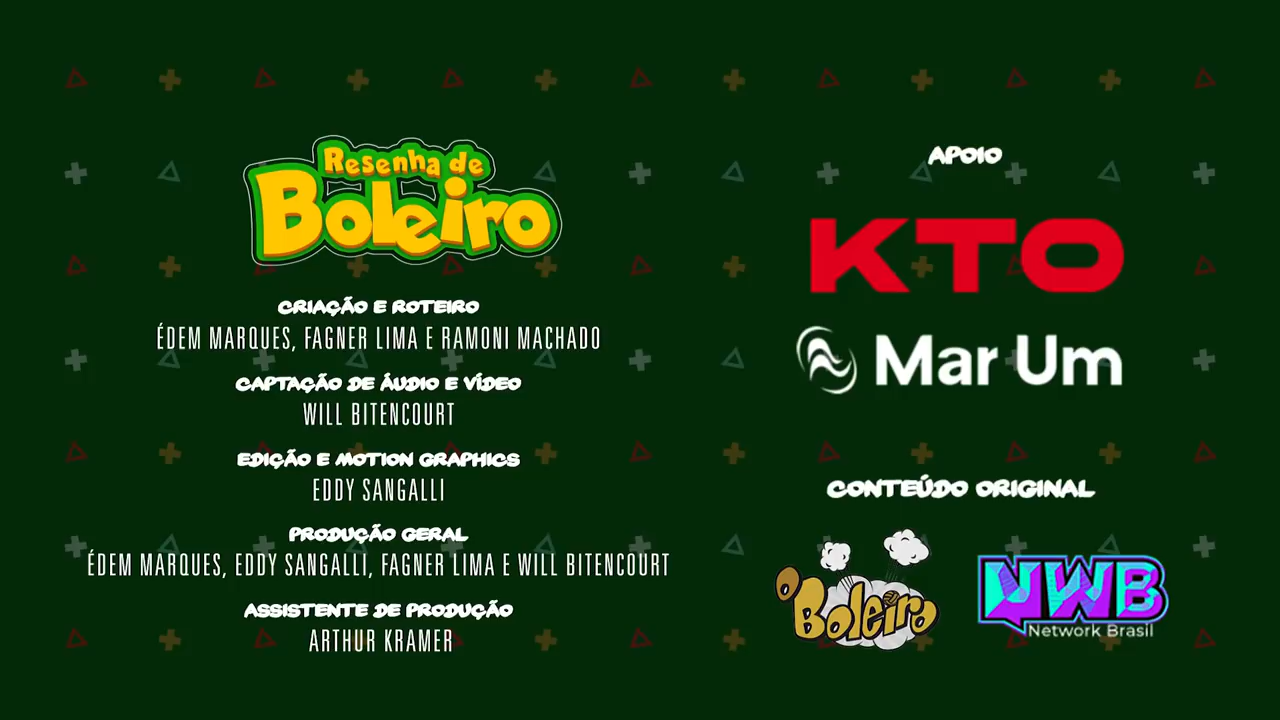 Resenha de
Boleiro
CRIAÇÃO E ROTEIRO
ÉDEM MARQUES, FAGNER LIMA E RAMONI MACHADO
CAPTAÇÃO DE ÁUDIO E VÍDEO
WILL BITENCOURT
EDIÇÃO E MOTION GRAPHICS
EDDY SANGALLI
PRODUÇÃO GERAL
ÉDEM MARQUES, EDDY SANGALLI, FAGNER LIMA E WILL BITENCOURT
ASSISTENTE DE PRODUÇÃO
ARTHUR KRAMER
APOIO
KTO
Mar Um
CONTEÚDO ORIGINAL
O Boleiro
NWB
Network Brasil